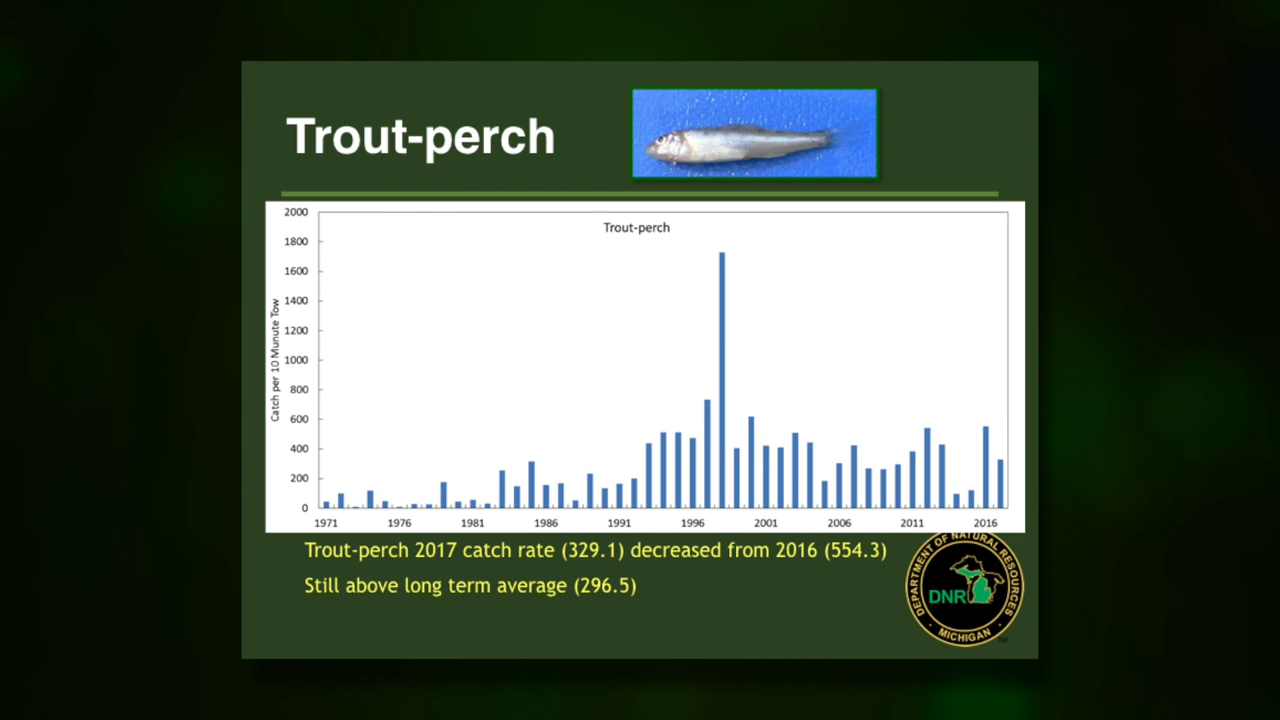 Trout-perch
Trout-perch
2000
1800
1600
1400
1200
1000
800
600
400
200
0
Catch per 10 Munute Tow
1971 1976 1981 1986 1991 1996 2001 2006 2011 2016
Trout-perch 2017 catch rate (329.1) decreased from 2016 (554.3)
Still above long term average (296.5)
DEPARTMENT OF NATURAL RESOURCES
DNR
MICHIGAN